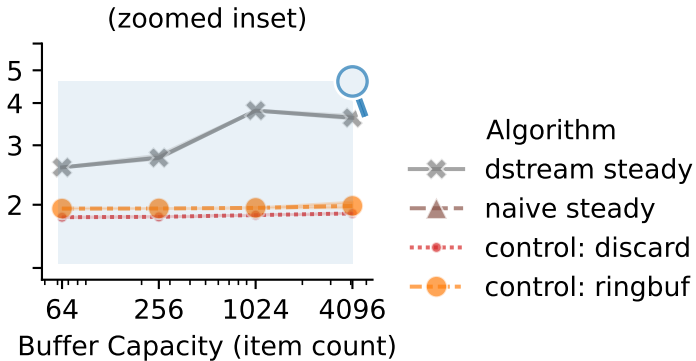 (zoomed inset)
5
4
3
2
64 256 1024 4096
Buffer Capacity (item count)
Algorithm
dstream steady
naive steady
control: discard
control: ringbuf